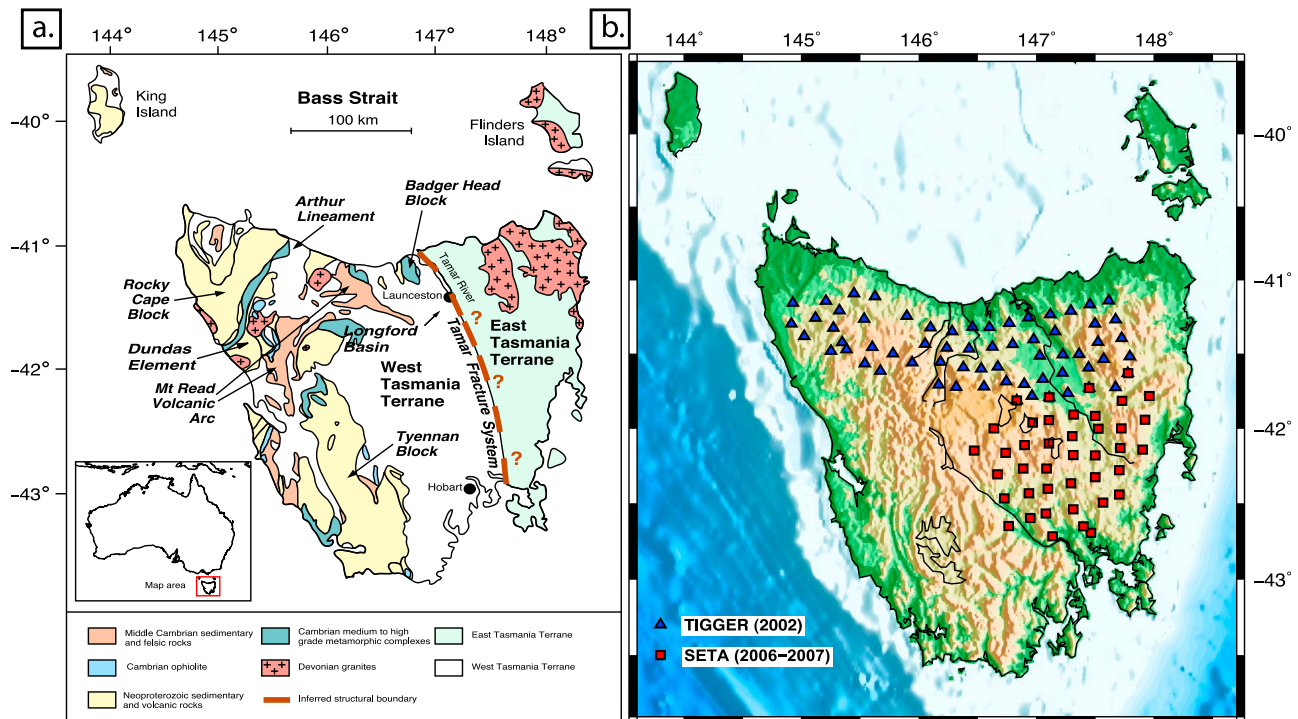 a.
144°
145°
146°
147°
148°
−40°
−41°
−42°
−43°
King
Island
Bass Strait
100 km
Flinders
Island
Badger Head
Block
Arthur
Lineament
Rocky
Cape
Block
Tamar River
Launceston
Longford
Basin
East
Tasmania
Terrane
Dundas
Element
West
Tasmania
Terrane
Mt Read
Volcanic
Arc
Tamar Fracture System
?
?
?
Tyennan
Block
Hobart
Map area
Middle Cambrian sedimentary
and felsic rocks
Cambrian ophiolite
Neoproterozoic sedimentary
and volcanic rocks
Cambrian medium to high
grade metamorphic complexes
Devonian granites
Inferred structural boundary
East Tasmania Terrane
West Tasmania Terrane
b.
144°
145°
146°
147°
148°
−40°
−41°
−42°
−43°
TIGGER (2002)
SETA (2006−2007)